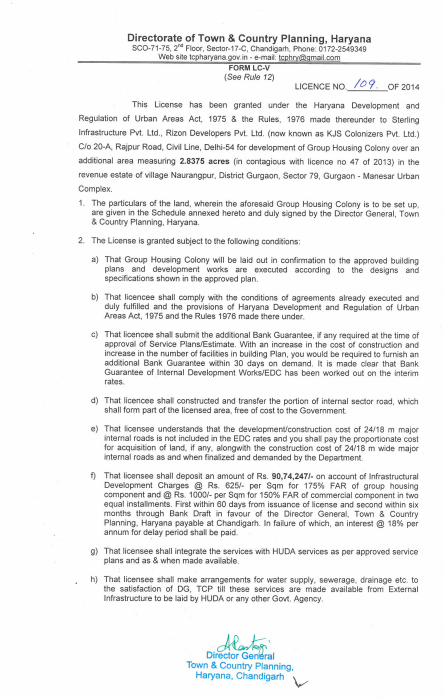 Directorate of Town & Country Planning, Haryana
SCO-71-75, 2nd Floor, Sector-17-C, Chandigarh, Phone: 0172-2549349
Web site tcpharyana.gov.in - e-mail: tcphry@gmail.com
FORM LC-V
(See Rule 12)
LICENCE NO. 109 OF 2014
This License has been granted under the Haryana Development and
Regulation of Urban Areas Act, 1975 & the Rules, 1976 made thereunder to Sterling
Infrastructure Pvt. Ltd., Rizon Developers Pvt. Ltd. (now known as KJS Colonizers Pvt. Ltd.)
C/o 20-A, Rajpur Road, Civil Line, Delhi-54 for development of Group Housing Colony over an
additional area measuring 2.8375 acres (in contagious with licence no 47 of 2013) in the
revenue estate of village Naurangpur, District Gurgaon, Sector 79, Gurgaon - Manesar Urban
Complex.
1. The particulars of the land, wherein the aforesaid Group Housing Colony is to be set up,
are given in the Schedule annexed hereto and duly signed by the Director General, Town
& Country Planning, Haryana.
2. The License is granted subject to the following conditions:
a) That Group Housing Colony will be laid out in confirmation to the approved building
plans and development works are executed according to the designs and
specifications shown in the approved plan.
b) That licencee shall comply with the conditions of agreements already executed and
duly fulfilled and the provisions of Haryana Development and Regulation of Urban
Areas Act, 1975 and the Rules 1976 made there under.
c) That licencee shall submit the additional Bank Guarantee, if any required at the time of
approval of Service Plans/Estimate. With an increase in the cost of construction and
increase in the number of facilities in building Plan, you would be required to furnish an
additional Bank Guarantee within 30 days on demand. It is made clear that Bank
Guarantee of Internal Development Works/EDC has been worked out on the interim
rates.
d) That licencee shall constructed and transfer the portion of internal sector road, which
shall form part of the licensed area, free of cost to the Government.
e) That licensee understands that the development/construction cost of 24/18 m major
internal roads is not included in the EDC rates and you shall pay the proportionate cost
for acquisition of land, if any, alongwith the construction cost of 24/18 m wide major
internal roads as and when finalized and demanded by the Department.
f) That licensee shall deposit an amount of Rs. 90,74,247/- on account of Infrastructural
Development Charges @ Rs. 625/- per Sqm for 175% FAR of group housing
component and @ Rs. 1000/- per Sqm for 150% FAR of commercial component in two
equal installments. First within 60 days from issuance of license and second within six
months through Bank Draft in favour of the Director General, Town & Country
Planning, Haryana payable at Chandigarh. In failure of which, an interest @ 18% per
annum for delay period shall be paid.
g) That licensee shall integrate the services with HUDA services as per approved service
plans and as & when made available.
h) That licensee shall make arrangements for water supply, sewerage, drainage etc. to
the satisfaction of DG, TCP till these services are made available from External
Infrastructure to be laid by HUDA or any other Govt. Agency.
Director General
Town & Country Planning,
Haryana, Chandigarh